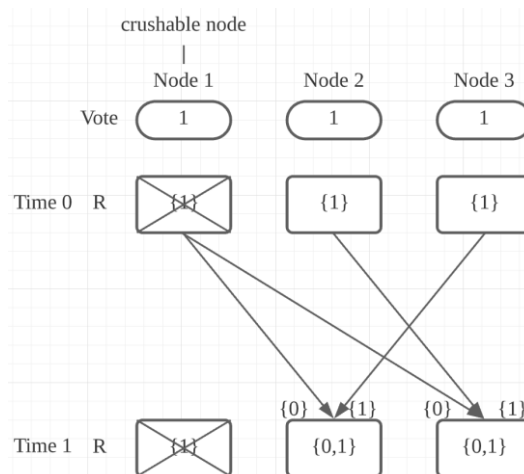 crushable node
Node 1 Node 2 Node 3
Vote 1 1 1
Time 0 R {1} {1} {1}
{0} {1} {0} {1}
Time 1 R {1} {0,1} {0,1}